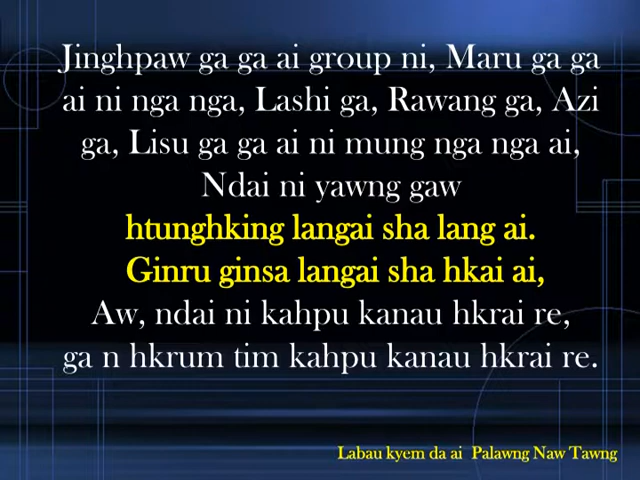 Jinghpaw ga ga ai group ni, Maru ga ga
ai ni nga nga, Lashi ga, Rawang ga, Azi
ga, Lisu ga ga ai ni mung nga nga ai,
Ndai ni yawng gaw
htunghking langai sha lang ai.
Ginru ginsa langai sha hkai ai,
Aw, ndai ni kahpu kanau hkrai re,
ga n hkrum tim kahpu kanau hkrai re.
Labau kyem da ai Palawng Naw Tawng